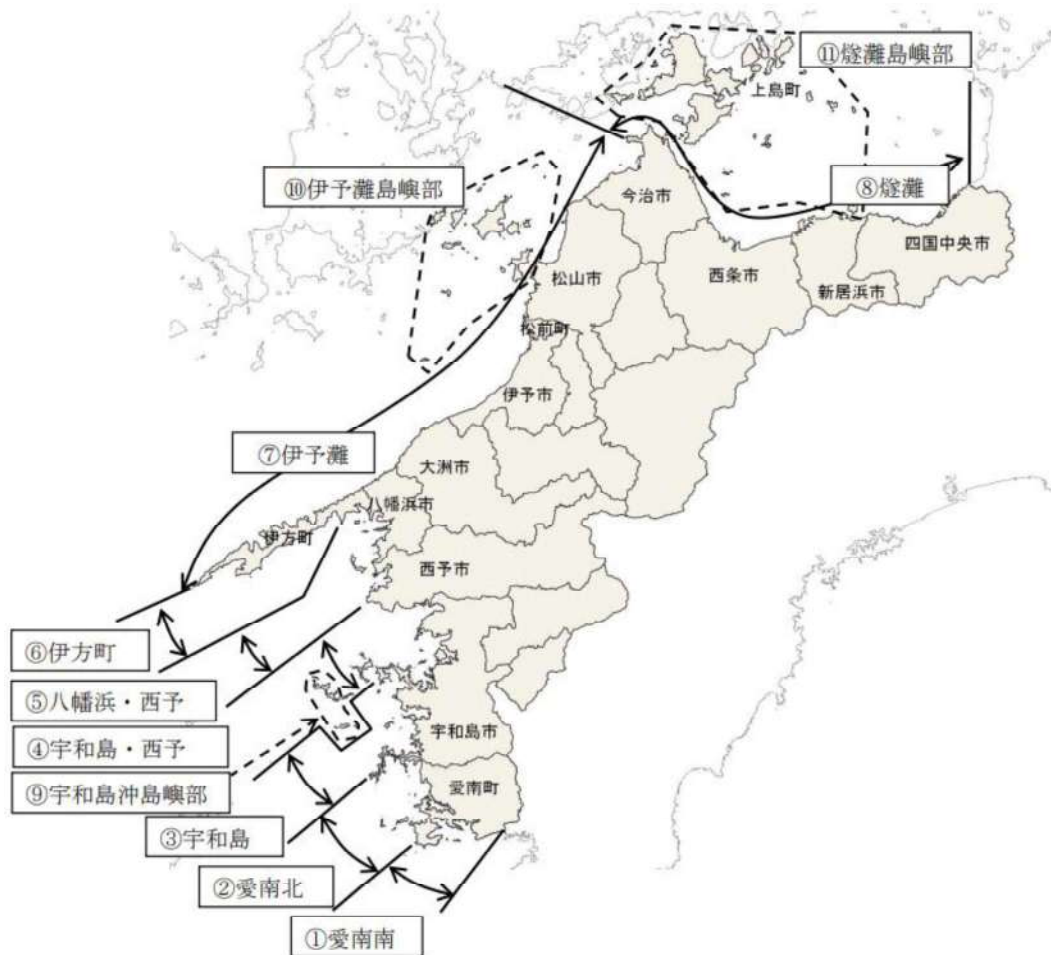 ⑪燧灘島嶼部
上島町
⑩伊予灘島嶼部
⑧燧灘
今治市
四国中央市
松山市
西条市
新居浜市
松前町
伊予市
⑦伊予灘
大洲市
八幡浜市
伊方町
西予市
⑥伊方町
⑤八幡浜・西予
④宇和島・西予
宇和島市
⑨宇和島沖島嶼部
愛南町
③宇和島
②愛南北
①愛南南